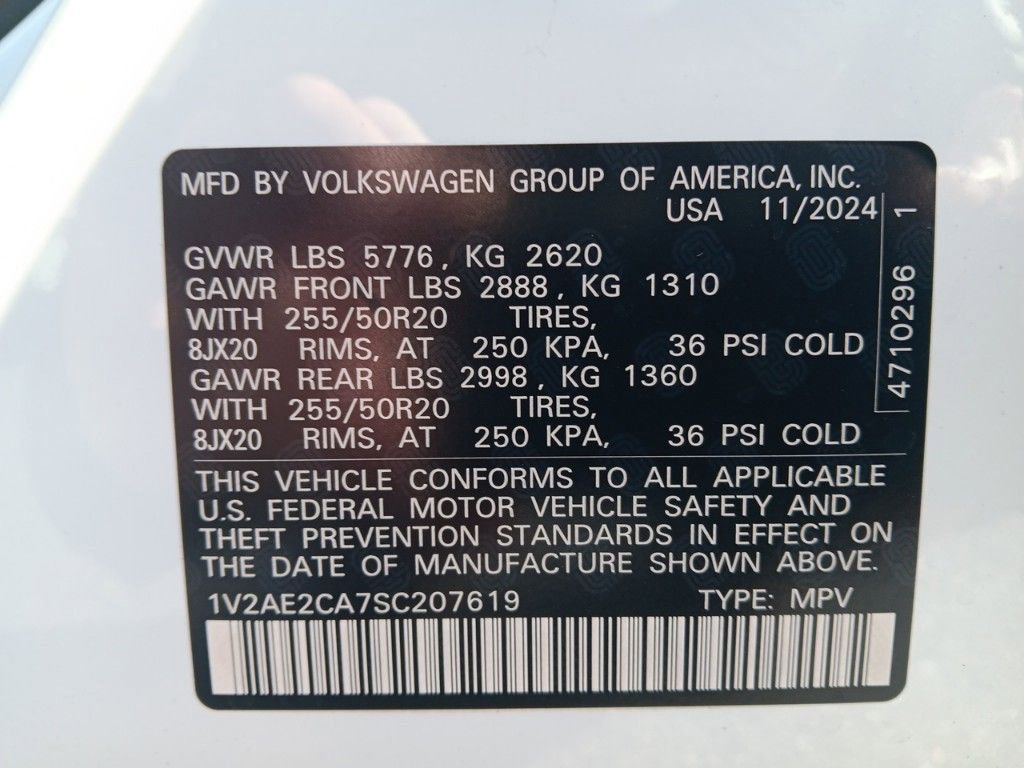 MFD BY VOLKSWAGEN GROUP OF AMERICA, INC.
USA 11/2024
GVWR LBS 5776, KG 2620
GAWR FRONT LBS 2888, KG 1310
WITH 255/50R20 TIRES,
8JX20 RIMS, AT 250 KPA, 36 PSI COLD
GAWR REAR LBS 2998, KG 1360
WITH 255/50R20 TIRES,
8JX20 RIMS, AT 250 KPA, 36 PSI COLD
THIS VEHICLE CONFORMS TO ALL APPLICABLE
U.S. FEDERAL MOTOR VEHICLE SAFETY AND
THEFT PREVENTION STANDARDS IN EFFECT ON
THE DATE OF MANUFACTURE SHOWN ABOVE.
1V2AE2CA7SC207619 TYPE: MPV
4710296 1